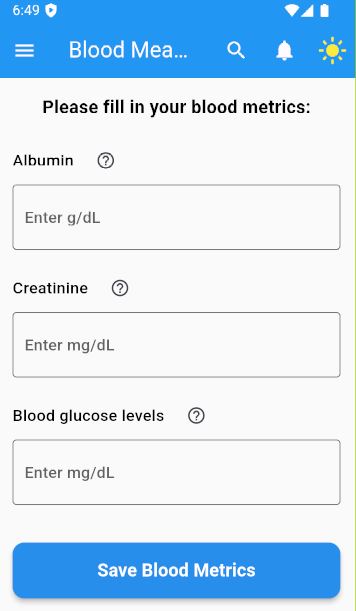 6:49
Blood Mea...
Please fill in your blood metrics:
Albumin ?
Enter g/dL
Creatinine ?
Enter mg/dL
Blood glucose levels ?
Enter mg/dL
Save Blood Metrics